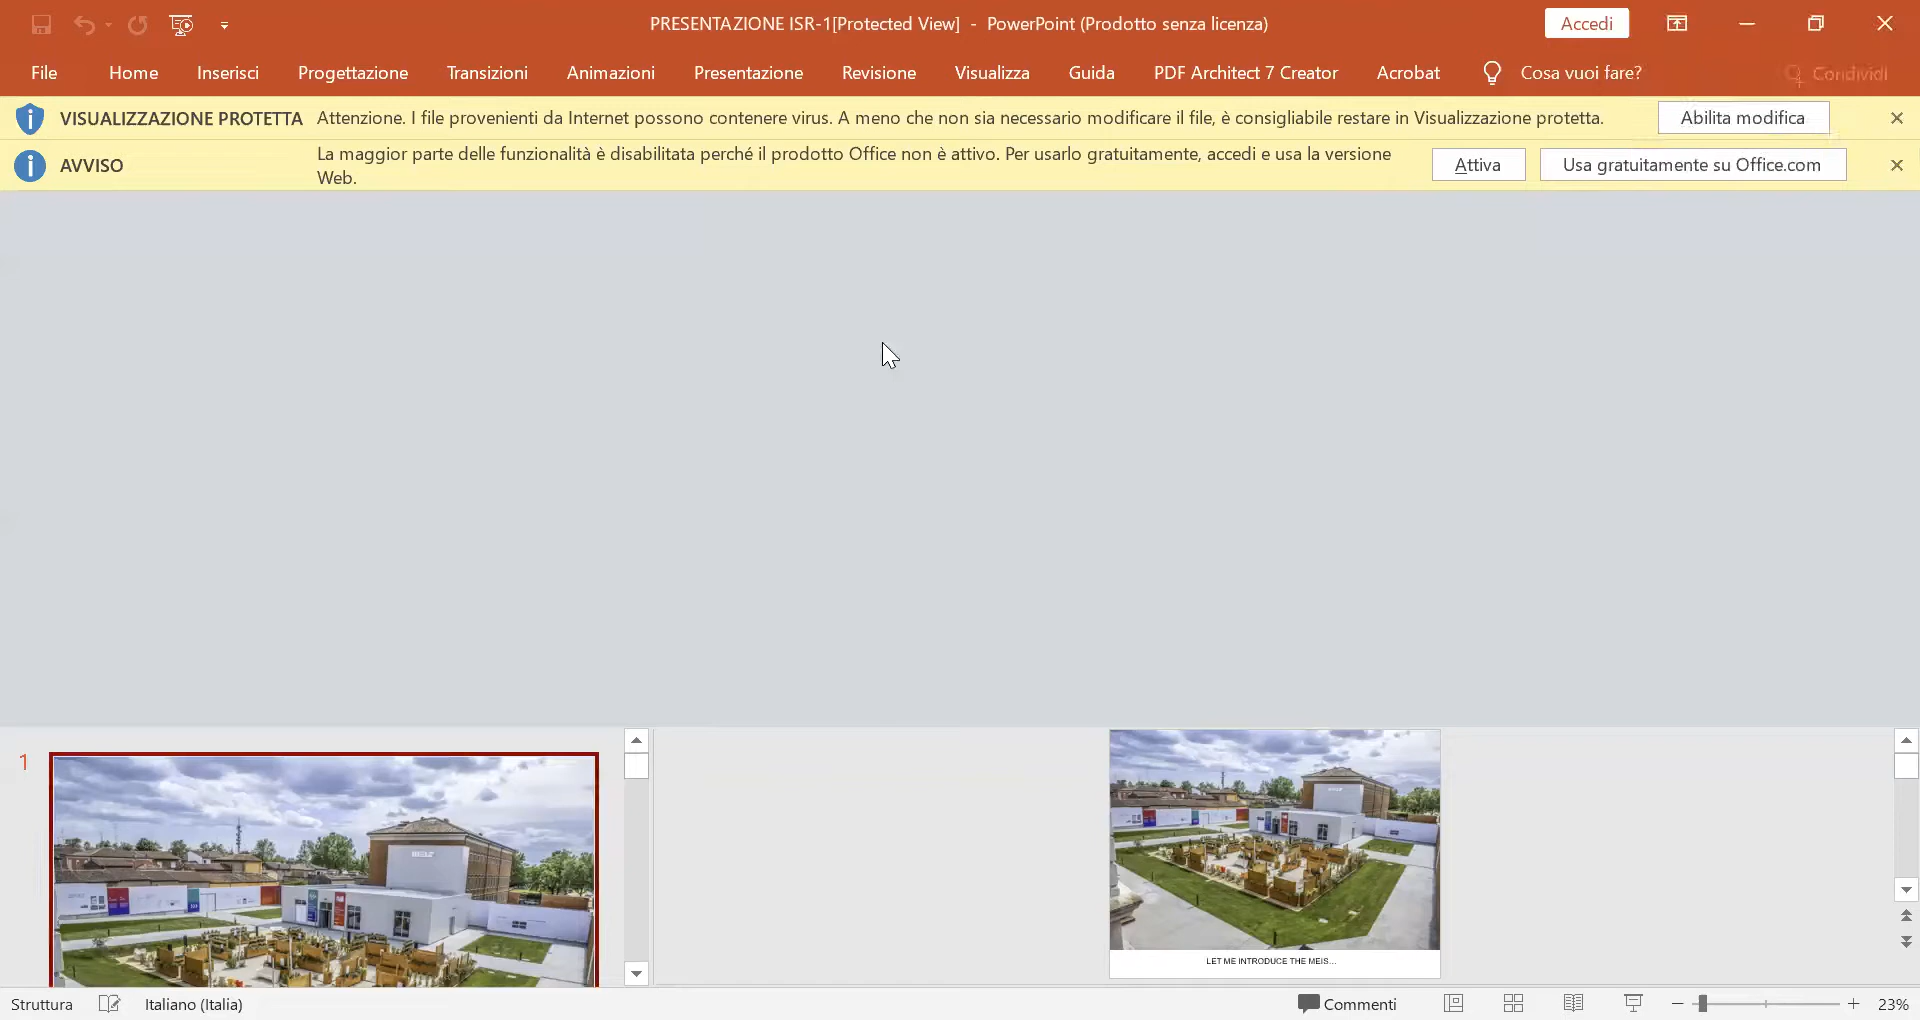 PRESENTAZIONE ISR-1[Protected View] - PowerPoint (Prodotto senza licenza)
Accedi
File Home Inserisci Progettazione Transizioni Animazioni Presentazione Revisione Visualizza Guida PDF Architect 7 Creator Acrobat Cosa vuoi fare? Condividi
VISUALIZZAZIONE PROTETTA Attenzione. I file provenienti da Internet possono contenere virus. A meno che non sia necessario modificare il file, è consigliabile restare in Visualizzazione protetta. Abilita modifica
AVVISO La maggior parte delle funzionalità è disabilitata perché il prodotto Office non è attivo. Per usarlo gratuitamente, accedi e usa la versione
Web.
Attiva Usa gratuitamente su Office.com
1
LET ME INTRODUCE THE MEIS...
Struttura Italiano (Italia) Commenti 23%